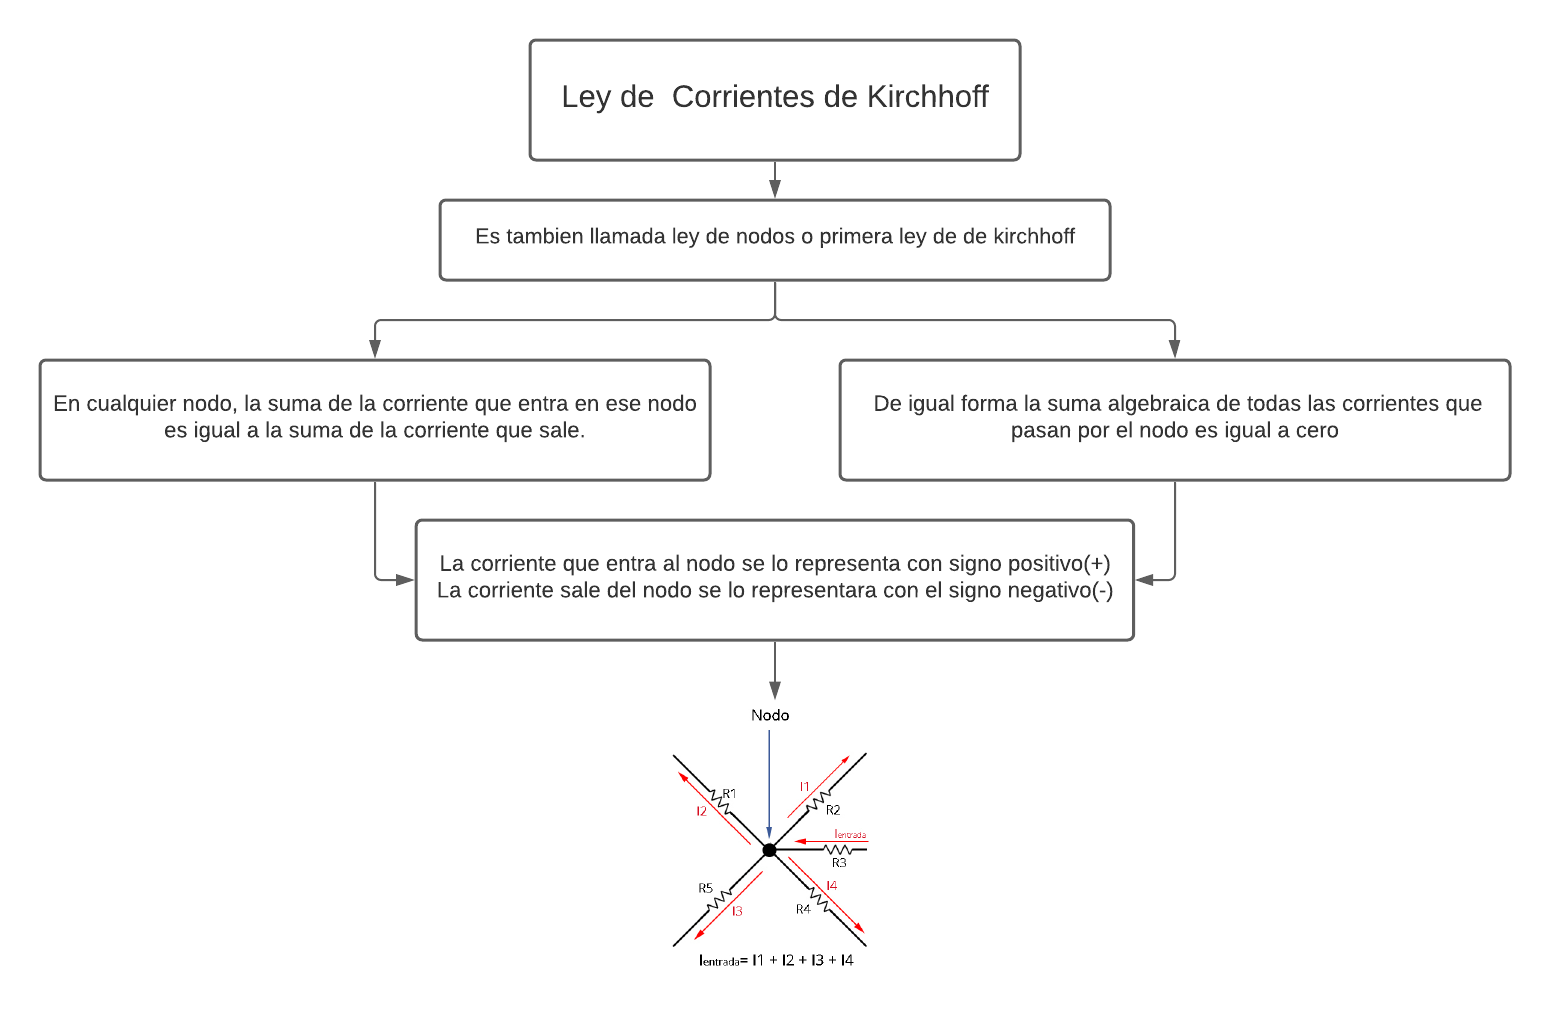 Ley de  Corrientes de Kirchhoff
Es tambien llamada ley de nodos o primera ley de de kirchhoff
En cualquier nodo, la suma de la corriente que entra en ese nodo
es igual a la suma de la corriente que sale.
De igual forma la suma algebraica de todas las corrientes que
pasan por el nodo es igual a cero
La corriente que entra al nodo se lo representa con signo positivo(+)
La corriente sale del nodo se lo representara con el signo negativo(-)
Nodo
R1
I2
I1
R2
Ientrada
R3
R5
I3
I4
R4
Ientrada= I1 + I2 + I3 + I4